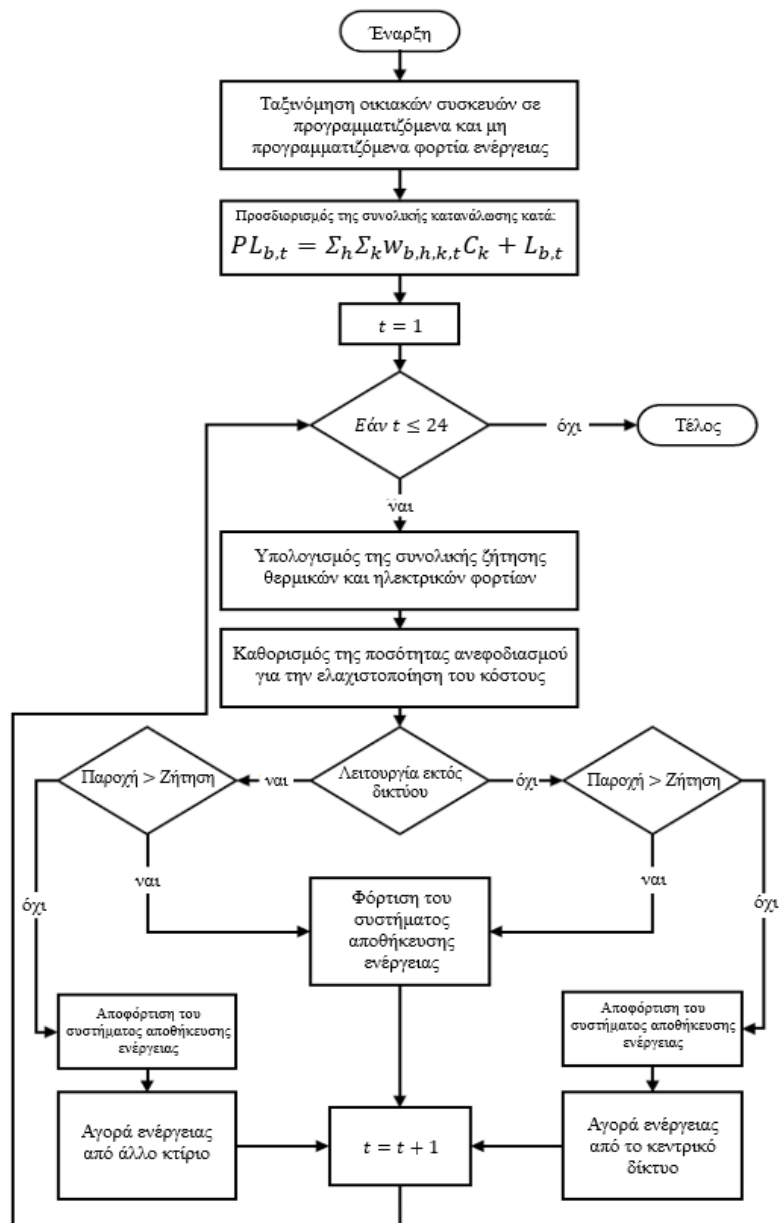 Έναρξη
Ταξινόμηση οικιακών συσκευών σε
προγραμματιζόμενα και μη
προγραμματιζόμενα φορτία ενέργειας
Προσδιορισμός της συνολικής κατανάλωσης κατά:
$PL_{b,t} = \Sigma_h \Sigma_k w_{b,h,k,t} C_k + L_{b,t}$
t = 1
Εάν t ≤ 24
όχι
Τέλος
ναι
Υπολογισμός της συνολικής ζήτησης
θερμικών και ηλεκτρικών φορτίων
Καθορισμός της ποσότητας ανεφοδιασμού
για την ελαχιστοποίηση του κόστους
Παροχή > Ζήτηση
ναι
Λειτουργία εκτός
δικτύου
όχι
Παροχή > Ζήτηση
όχι
ναι
Φόρτιση του
συστήματος
αποθήκευσης
ενέργειας
ναι
όχι
Αποφόρτιση του
συστήματος αποθήκευσης
ενέργειας
Αποφόρτιση του
συστήματος αποθήκευσης
ενέργειας
Αγορά ενέργειας
από άλλο κτίριο
t = t + 1
Αγορά ενέργειας
από το κεντρικό
δίκτυο